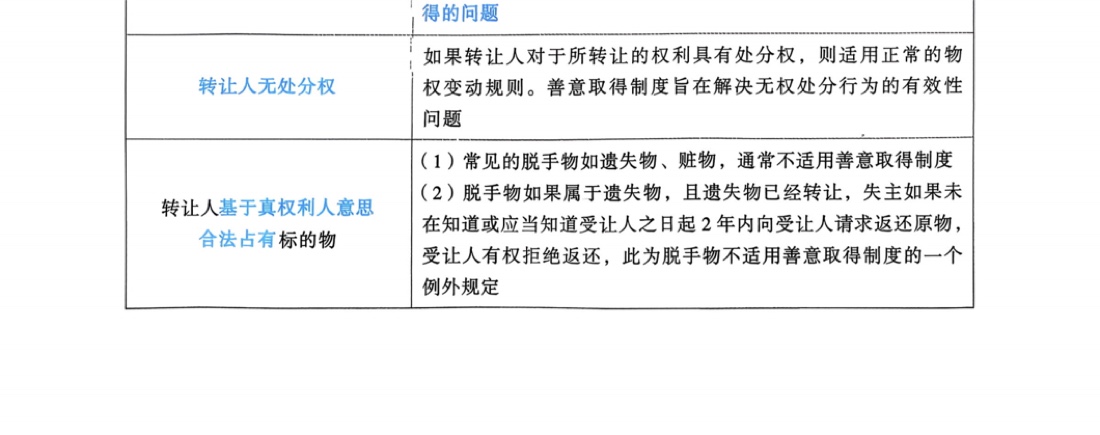 得的问题
转让人无处分权
如果转让人对于所转让的权利具有处分权，则适用正常的物
权变动规则。善意取得制度旨在解决无权处分行为的有效性
问题
转让人基于真权利人意思
合法占有标的物
（1）常见的脱手物如遗失物、赃物，通常不适用善意取得制度
（2）脱手物如果属于遗失物，且遗失物已经转让，失主如果未
在知道或应当知道受让人之日起 2 年内向受让人请求返还原物，
受让人有权拒绝返还，此为脱手物不适用善意取得制度的一个
例外规定